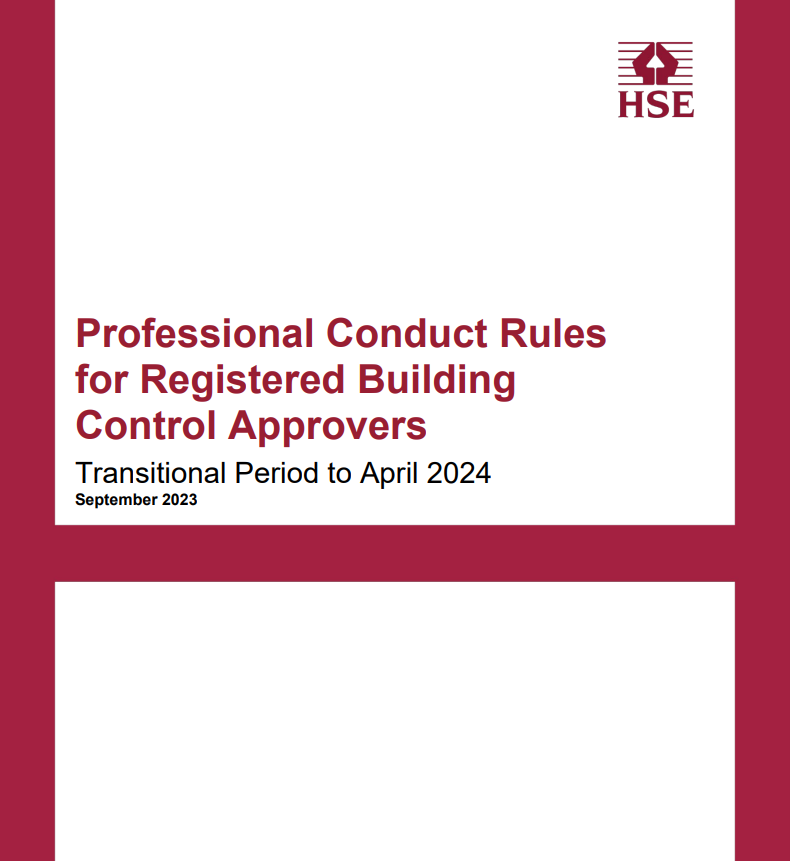 HSE
Professional Conduct Rules
for Registered Building
Control Approvers
Transitional Period to April 2024
September 2023